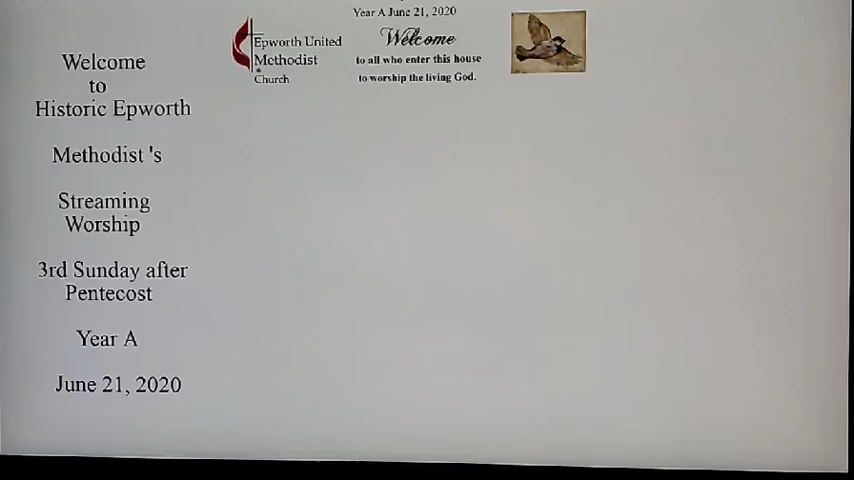 Year A June 21, 2020
Epworth United
Methodist
Church
Welcome
to all who enter this house
to worship the living God.
Welcome
to
Historic Epworth
Methodist 's
Streaming
Worship
3rd Sunday after
Pentecost
Year A
June 21, 2020